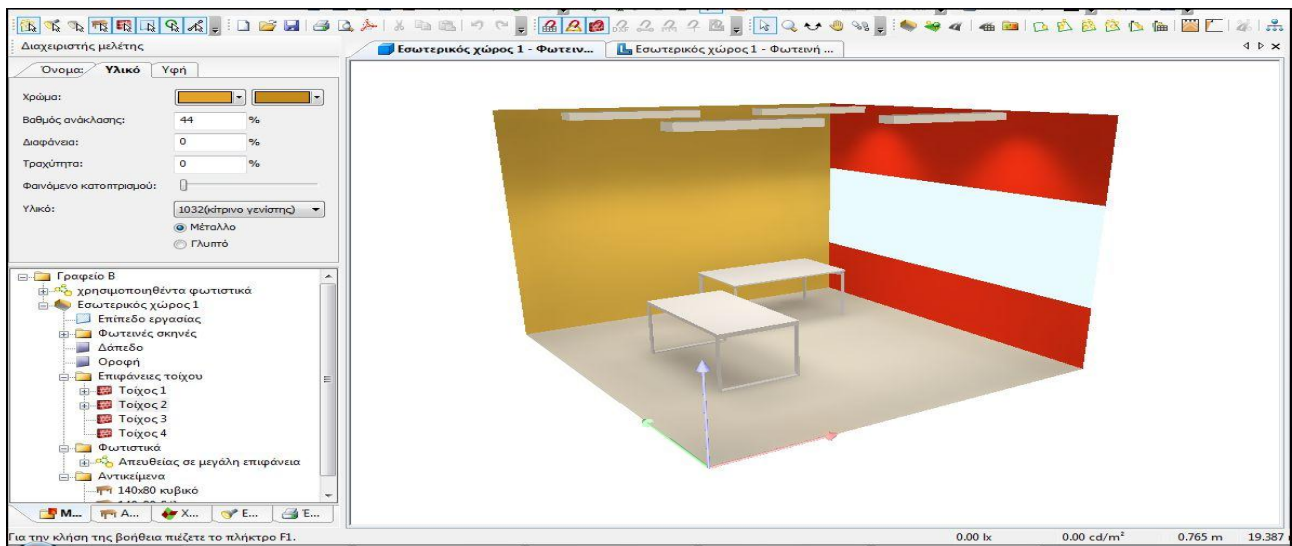 Διαχειριστής μελέτης
Εσωτερικός χώρος 1 - Φωτειν...
Εσωτερικός χώρος 1 - Φωτεινή ...
Όνομα:
Υλικό
Υφή
Χρώμα:
Βαθμός ανάκλασης:
44
%
Διαφάνεια:
0
%
Τραχύτητα:
0
%
Φαινόμενο κατοπτρισμού:
Υλικό:
1032(κίτρινο γενίστης)
Μέταλλο
Γλυπτό
Γραφείο Β
χρησιμοποιηθέντα φωτιστικά
Εσωτερικός χώρος 1
Επίπεδο εργασίας
Φωτεινές σκηνές
Δάπεδο
Οροφή
Επιφάνειες τοίχου
Τοίχος 1
Τοίχος 2
Τοίχος 3
Τοίχος 4
Φωτιστικά
Απευθείας σε μεγάλη επιφάνεια
Αντικείμενα
140x80 κυβικό
Μ...
Α...
Χ...
Ε...
Έ...
Για την κλήση της βοήθεια πιέζετε το πλήκτρο F1.
0.00 lx
0.00 cd/m²
0.765 m
19.387